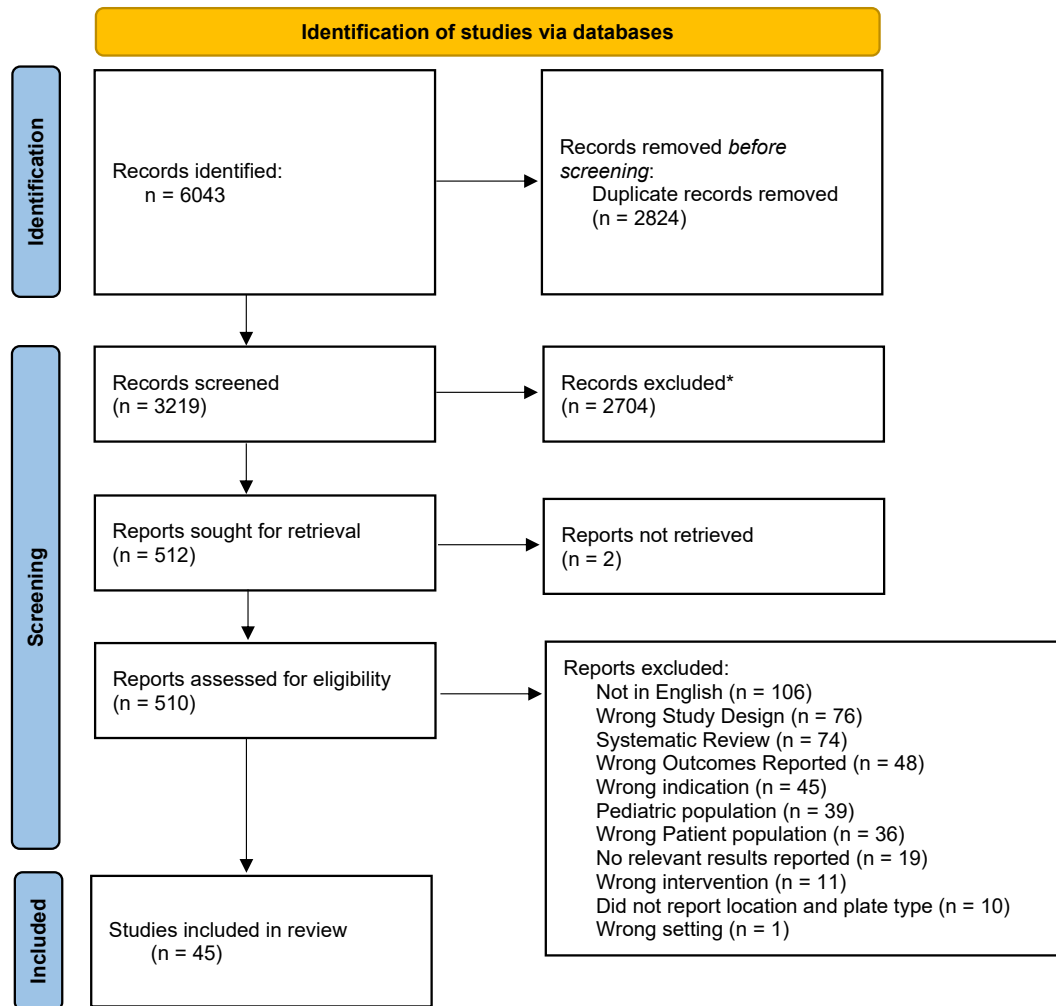 Identification of studies via databases
Identification
Records identified:
n = 6043
Records removed before
screening:
Duplicate records removed
(n = 2824)
Screening
Records screened
(n = 3219)
Records excluded*
(n = 2704)
Reports sought for retrieval
(n = 512)
Reports not retrieved
(n = 2)
Reports assessed for eligibility
(n = 510)
Reports excluded:
Not in English (n = 106)
Wrong Study Design (n = 76)
Systematic Review (n = 74)
Wrong Outcomes Reported (n = 48)
Wrong indication (n = 45)
Pediatric population (n = 39)
Wrong Patient population (n = 36)
No relevant results reported (n = 19)
Wrong intervention (n = 11)
Did not report location and plate type (n = 10)
Wrong setting (n = 1)
Included
Studies included in review
(n = 45)